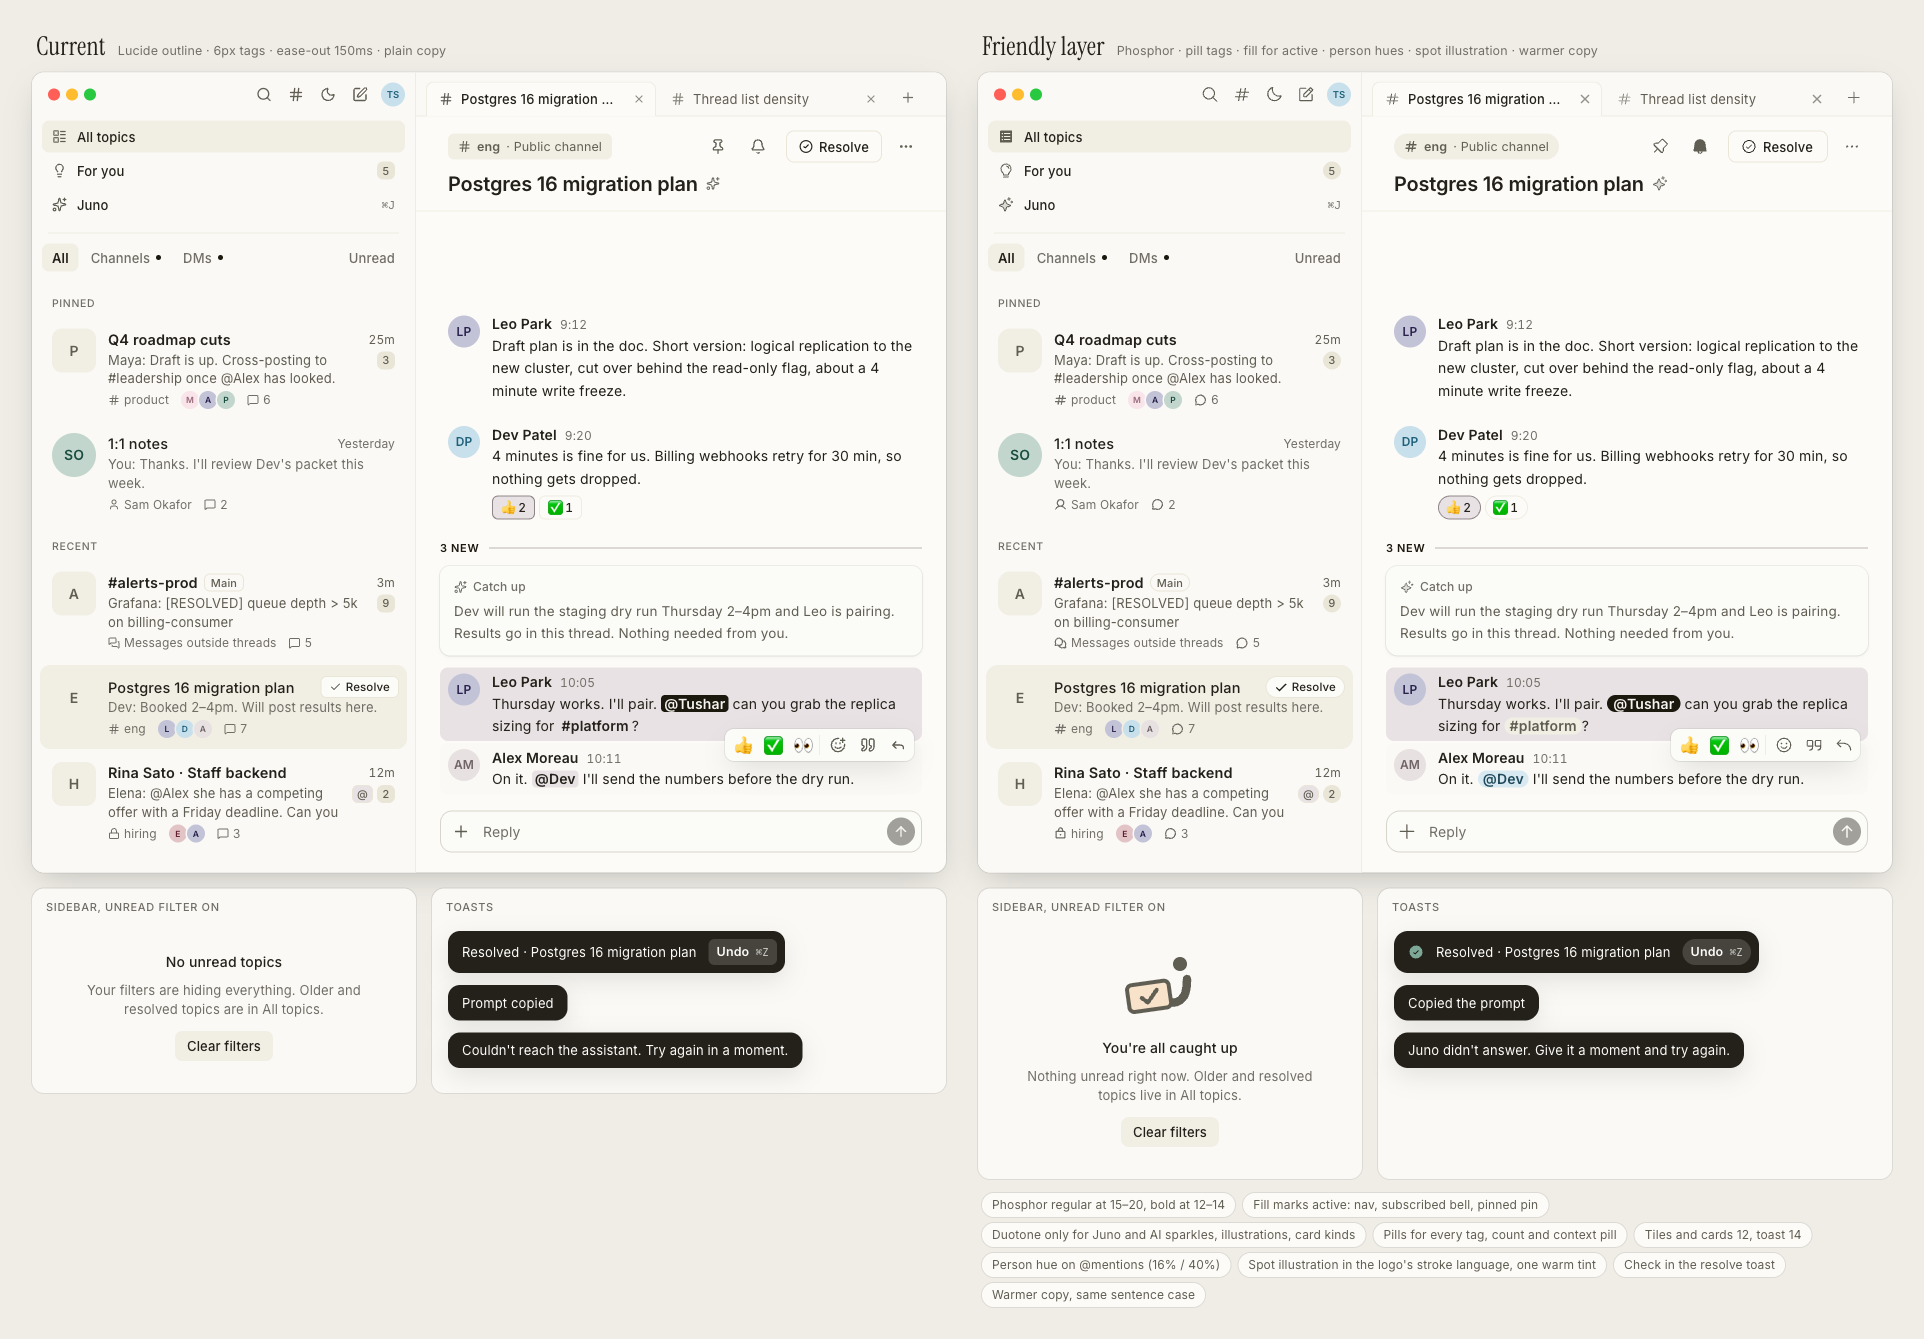 Current Lucide outline · 6px tags · ease-out 150ms · plain copy
TS
# Postgres 16 migration ... ×
# Thread list density × +
All topics
For you 5
Juno ⌘J
All Channels • DMs • Unread
PINNED
P
Q4 roadmap cuts 25m
Maya: Draft is up. Cross-posting to 3
#leadership once @Alex has looked.
# product M A P 6
SO
1:1 notes Yesterday
You: Thanks. I'll review Dev's packet this
week.
Sam Okafor 2
RECENT
A
#alerts-prod Main 3m
Grafana: [RESOLVED] queue depth > 5k 9
on billing-consumer
Messages outside threads 5
E
Postgres 16 migration plan Resolve
Dev: Booked 2–4pm. Will post results here.
# eng L D A 7
H
Rina Sato · Staff backend 12m
Elena: @Alex she has a competing @ 2
offer with a Friday deadline. Can you
hiring E A 3
# eng · Public channel Resolve ...
Postgres 16 migration plan
LP
Leo Park 9:12
Draft plan is in the doc. Short version: logical replication to the
new cluster, cut over behind the read-only flag, about a 4
minute write freeze.
DP
Dev Patel 9:20
4 minutes is fine for us. Billing webhooks retry for 30 min, so
nothing gets dropped.
👍 2 ✅ 1
3 NEW
Catch up
Dev will run the staging dry run Thursday 2–4pm and Leo is pairing.
Results go in this thread. Nothing needed from you.
LP
Leo Park 10:05
Thursday works. I'll pair. @Tushar can you grab the replica
sizing for #platform ?
👍 ✅ 👀
AM
Alex Moreau 10:11
On it. @Dev I'll send the numbers before the dry run.
+ Reply
SIDEBAR, UNREAD FILTER ON
No unread topics
Your filters are hiding everything. Older and
resolved topics are in All topics.
Clear filters
TOASTS
Resolved · Postgres 16 migration plan Undo ⌘Z
Prompt copied
Couldn't reach the assistant. Try again in a moment.
Friendly layer Phosphor · pill tags · fill for active · person hues · spot illustration · warmer copy
TS
# Postgres 16 migration ... ×
# Thread list density × +
All topics
For you 5
Juno ⌘J
All Channels • DMs • Unread
PINNED
P
Q4 roadmap cuts 25m
Maya: Draft is up. Cross-posting to 3
#leadership once @Alex has looked.
# product M A P 6
SO
1:1 notes Yesterday
You: Thanks. I'll review Dev's packet this
week.
Sam Okafor 2
RECENT
A
#alerts-prod Main 3m
Grafana: [RESOLVED] queue depth > 5k 9
on billing-consumer
Messages outside threads 5
E
Postgres 16 migration plan Resolve
Dev: Booked 2–4pm. Will post results here.
# eng L D A 7
H
Rina Sato · Staff backend 12m
Elena: @Alex she has a competing @ 2
offer with a Friday deadline. Can you
hiring E A 3
# eng · Public channel Resolve ...
Postgres 16 migration plan
LP
Leo Park 9:12
Draft plan is in the doc. Short version: logical replication to the
new cluster, cut over behind the read-only flag, about a 4
minute write freeze.
DP
Dev Patel 9:20
4 minutes is fine for us. Billing webhooks retry for 30 min, so
nothing gets dropped.
👍 2 ✅ 1
3 NEW
Catch up
Dev will run the staging dry run Thursday 2–4pm and Leo is pairing.
Results go in this thread. Nothing needed from you.
LP
Leo Park 10:05
Thursday works. I'll pair. @Tushar can you grab the replica
sizing for #platform ?
👍 ✅ 👀
AM
Alex Moreau 10:11
On it. @Dev I'll send the numbers before the dry run.
+ Reply
SIDEBAR, UNREAD FILTER ON
You're all caught up
Nothing unread right now. Older and resolved
topics live in All topics.
Clear filters
TOASTS
Resolved · Postgres 16 migration plan Undo ⌘Z
Copied the prompt
Juno didn't answer. Give it a moment and try again.
Phosphor regular at 15–20, bold at 12–14
Fill marks active: nav, subscribed bell, pinned pin
Duotone only for Juno and AI sparkles, illustrations, card kinds
Pills for every tag, count and context pill
Tiles and cards 12, toast 14
Person hue on @mentions (16% / 40%)
Spot illustration in the logo's stroke language, one warm tint
Check in the resolve toast
Warmer copy, same sentence case